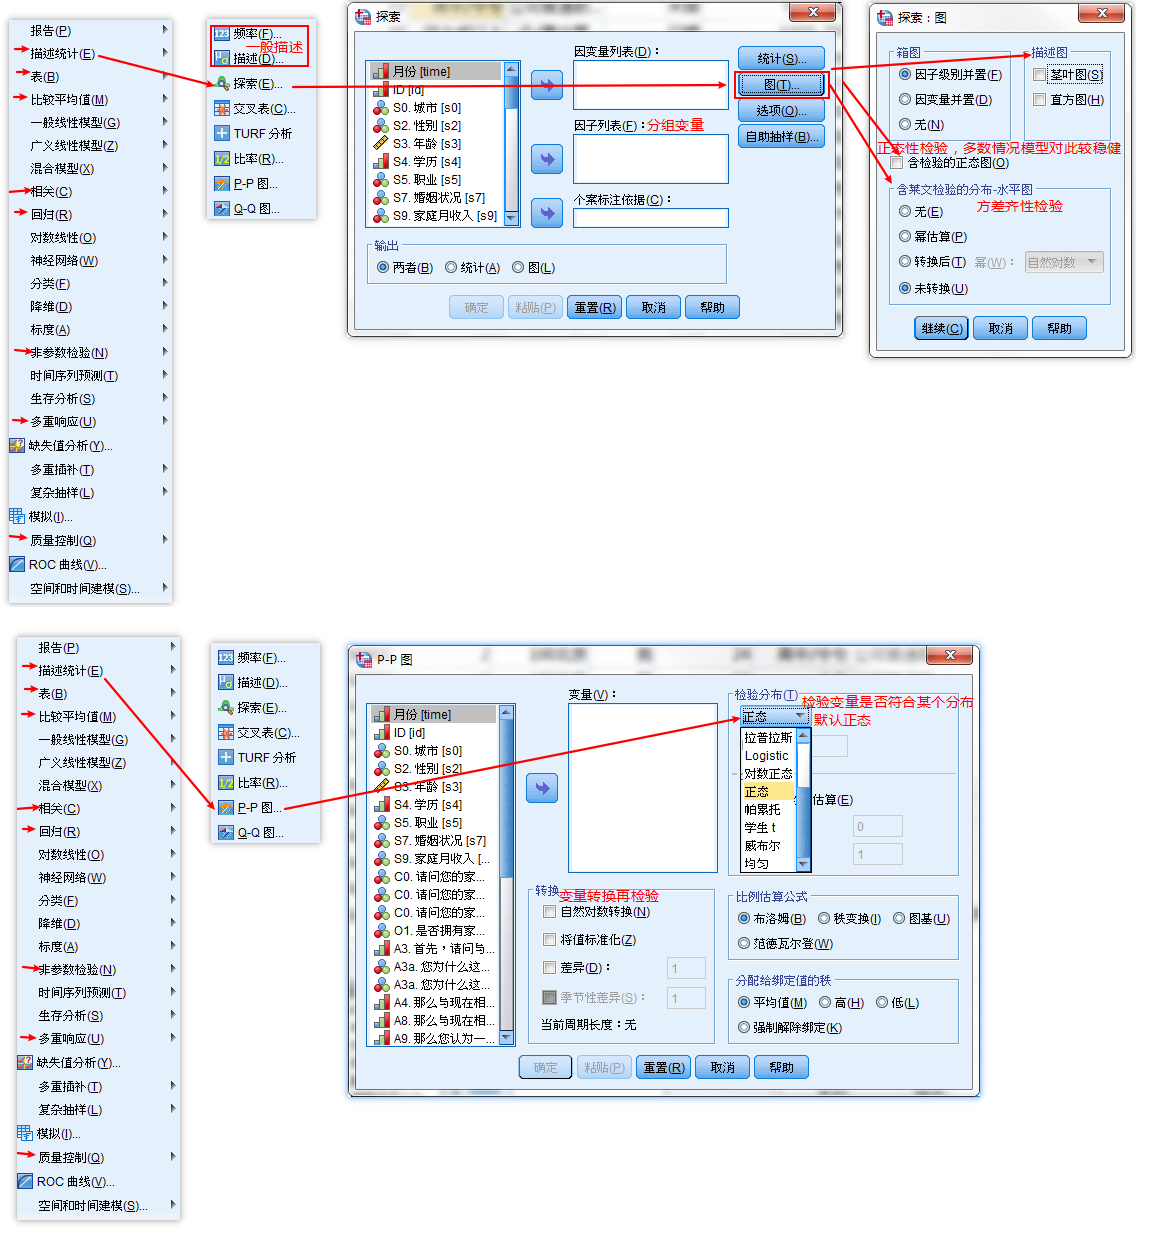 报告(P)
描述统计(E)
表(B)
比较平均值(M)
一般线性模型(G)
广义线性模型(Z)
混合模型(X)
相关(C)
回归(R)
对数线性(O)
神经网络(W)
分类(F)
降维(D)
标度(A)
非参数检验(N)
时间序列预测(T)
生存分析(S)
多重响应(U)
缺失值分析(Y)...
多重插补(T)
复杂抽样(L)
模拟(I)...
质量控制(Q)
ROC 曲线(V)...
空间和时间建模(S)...
频率(F)...
一般描述
描述(D)...
探索(E)...
交叉表(C)...
TURF 分析
比率(R)...
P-P 图...
Q-Q 图...
探索
月份 [time]
ID [id]
S0. 城市 [s0]
S2. 性别 [s2]
S3. 年龄 [s3]
S4. 学历 [s4]
S5. 职业 [s5]
S7. 婚姻状况 [s7]
S9. 家庭月收入 [s9]
因变量列表(D)：
因子列表(F)：分组变量
个案标注依据(C)：
统计(S)...
图(T)...
选项(O)...
自助抽样(B)...
输出
两者(B) 统计(A) 图(L)
确定 粘贴(P) 重置(R) 取消 帮助
探索：图
箱图
因子级别并置(F)
因变量并置(D)
无(N)
描述图
茎叶图(S)
直方图(H)
正态性检验，多数情况模型对此较稳健
含检验的正态图(O)
含莱文检验的分布-水平图
无(E) 方差齐性检验
幂估算(P)
转换后(T) 幂(W)： 自然对数
未转换(U)
继续(C) 取消 帮助
报告(P)
描述统计(E)
表(B)
比较平均值(M)
一般线性模型(G)
广义线性模型(Z)
混合模型(X)
相关(C)
回归(R)
对数线性(O)
神经网络(W)
分类(F)
降维(D)
标度(A)
非参数检验(N)
时间序列预测(T)
生存分析(S)
多重响应(U)
缺失值分析(Y)...
多重插补(T)
复杂抽样(L)
模拟(I)...
质量控制(Q)
ROC 曲线(V)...
空间和时间建模(S)...
频率(F)...
描述(D)...
探索(E)...
交叉表(C)...
TURF 分析
比率(R)...
P-P 图...
Q-Q 图...
P-P 图
月份 [time]
ID [id]
S0. 城市 [s0]
S2. 性别 [s2]
S3. 年龄 [s3]
S4. 学历 [s4]
S5. 职业 [s5]
S7. 婚姻状况 [s7]
S9. 家庭月收入 [...
C0. 请问您的家...
C0. 请问您的家...
C0. 请问您的家...
O1. 是否拥有家...
A3. 首先，请问与...
A3a. 您为什么这...
A3a. 您为什么这...
A4. 那么与现在相...
A8. 那么与现在相...
A9. 那么您认为一...
变量(V)：
检验分布(T)
检验变量是否符合某个分布
正态 默认正态
拉普拉斯
Logistic
对数正态
正态
帕累托
学生 t
威布尔
均匀
估算(E)
0
1
转换
变量转换再检验
自然对数转换(N)
将值标准化(Z)
差异(D)： 1
季节性差异(S)： 1
当前周期长度：无
比例估算公式
布洛姆(B) 秩变换(I) 图基(U)
范德瓦尔登(W)
分配给绑定值的秩
平均值(M) 高(H) 低(L)
强制解除绑定(K)
确定 粘贴(P) 重置(R) 取消 帮助